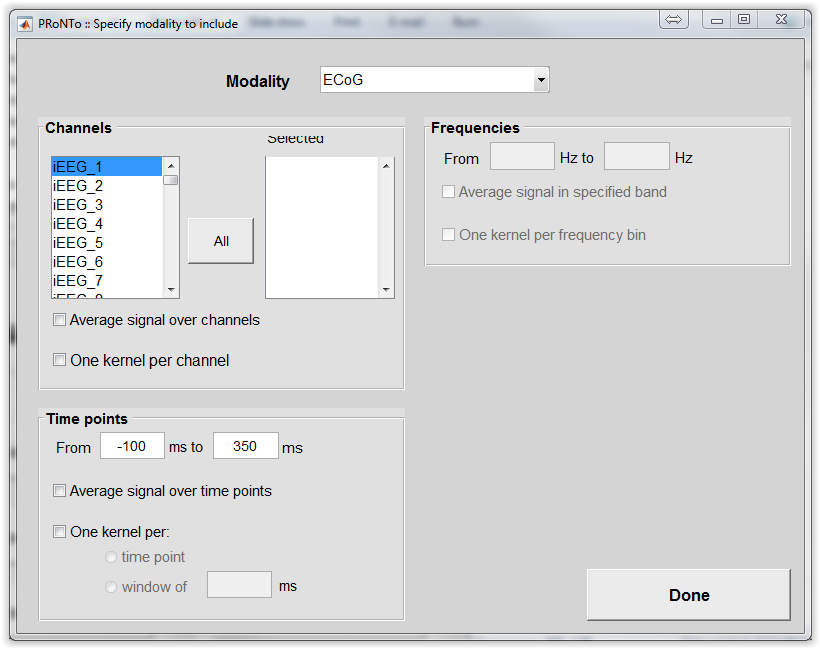 PRoNTo :: Specify modality to include
Modality ECoG
Channels
Selected
iEEG_1
iEEG_2
iEEG_3
iEEG_4
iEEG_5
iEEG_6
iEEG_7
iEEG_8
All
Average signal over channels
One kernel per channel
Frequencies
From Hz to Hz
Average signal in specified band
One kernel per frequency bin
Time points
From -100 ms to 350 ms
Average signal over time points
One kernel per:
time point
window of ms
Done